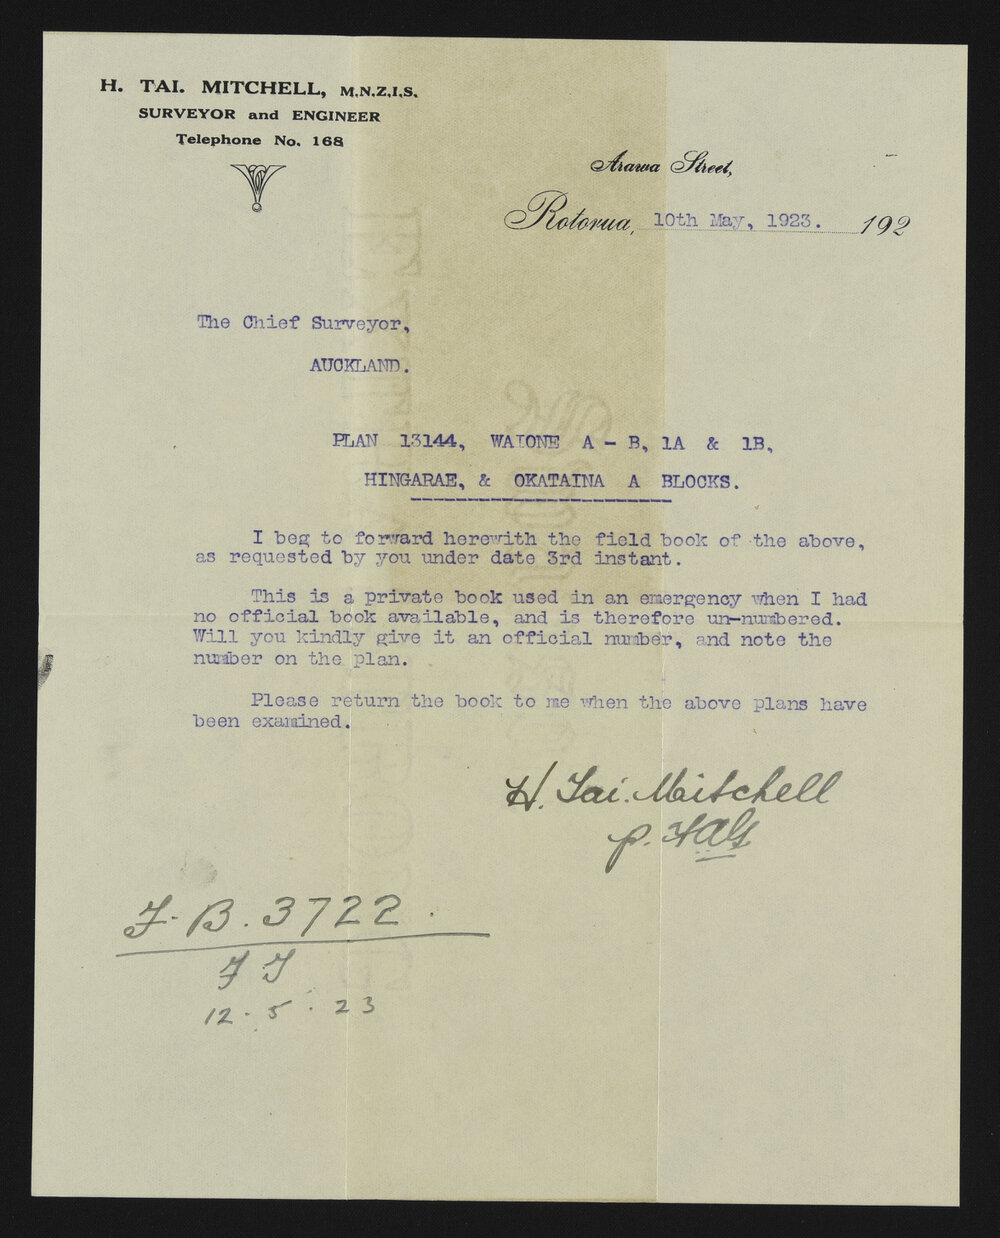 H. TAI. MITCHELL, M.N.Z.I.S.
SURVEYOR and ENGINEER
Telephone No. 168
Arawa Street,
Rotorua, 10th May, 1923. 192
The Chief Surveyor,
AUCKLAND.
PLAN 13144, WAIONE A - B, 1A & 1B,
HINGARAE, & OKATAINA A BLOCKS.
I beg to forward herewith the field book of the above,
as requested by you under date 3rd instant.
This is a private book used in an emergency when I had
no official book available, and is therefore un-numbered.
Will you kindly give it an official number, and note the
number on the plan.
Please return the book to me when the above plans have
been examined.
H. Tai. Mitchell
p.
F. B. 3722.
12. 5. 23